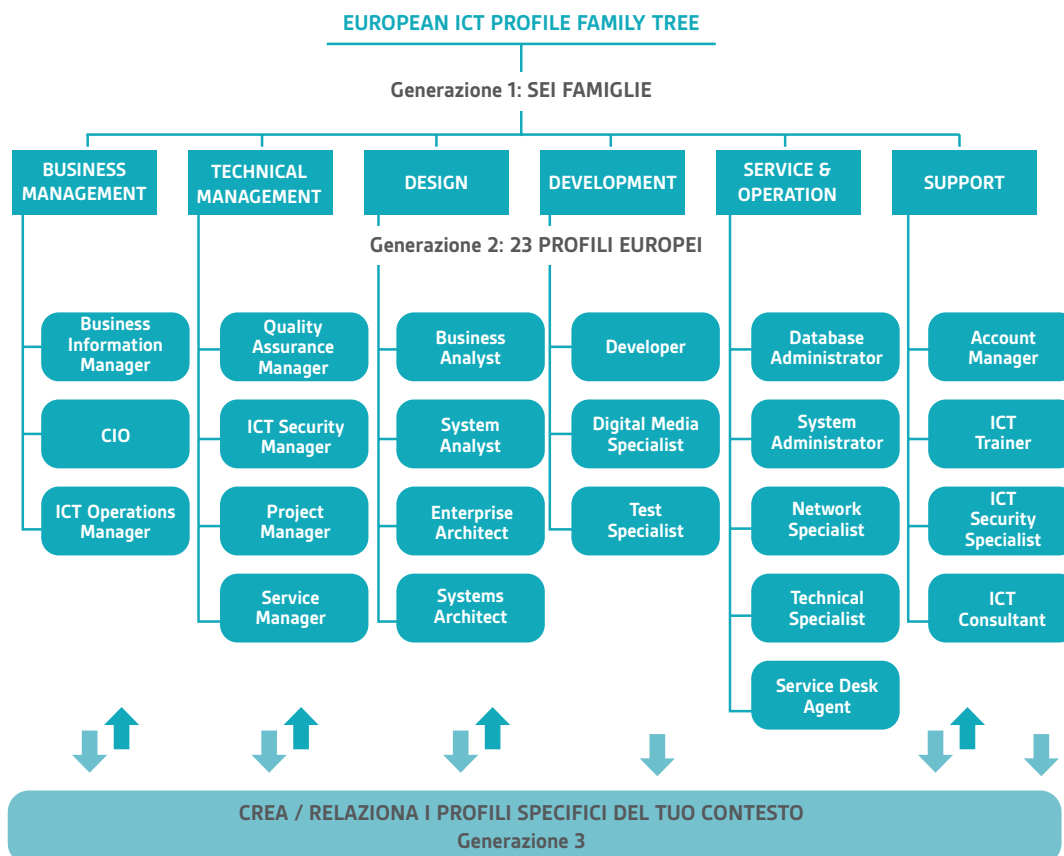 EUROPEAN ICT PROFILE FAMILY TREE
Generazione 1: SEI FAMIGLIE
BUSINESS
MANAGEMENT
TECHNICAL
MANAGEMENT
DESIGN
DEVELOPMENT
SERVICE &
OPERATION
SUPPORT
Generazione 2: 23 PROFILI EUROPEI
Business
Information
Manager
CIO
ICT Operations
Manager
Quality
Assurance
Manager
ICT Security
Manager
Project
Manager
Service
Manager
Business
Analyst
System
Analyst
Enterprise
Architect
Systems
Architect
Developer
Digital Media
Specialist
Test
Specialist
Database
Administrator
System
Administrator
Network
Specialist
Technical
Specialist
Service Desk
Agent
Account
Manager
ICT
Trainer
ICT
Security
Specialist
ICT
Consultant
CREA / RELAZIONA I PROFILI SPECIFICI DEL TUO CONTESTO
Generazione 3